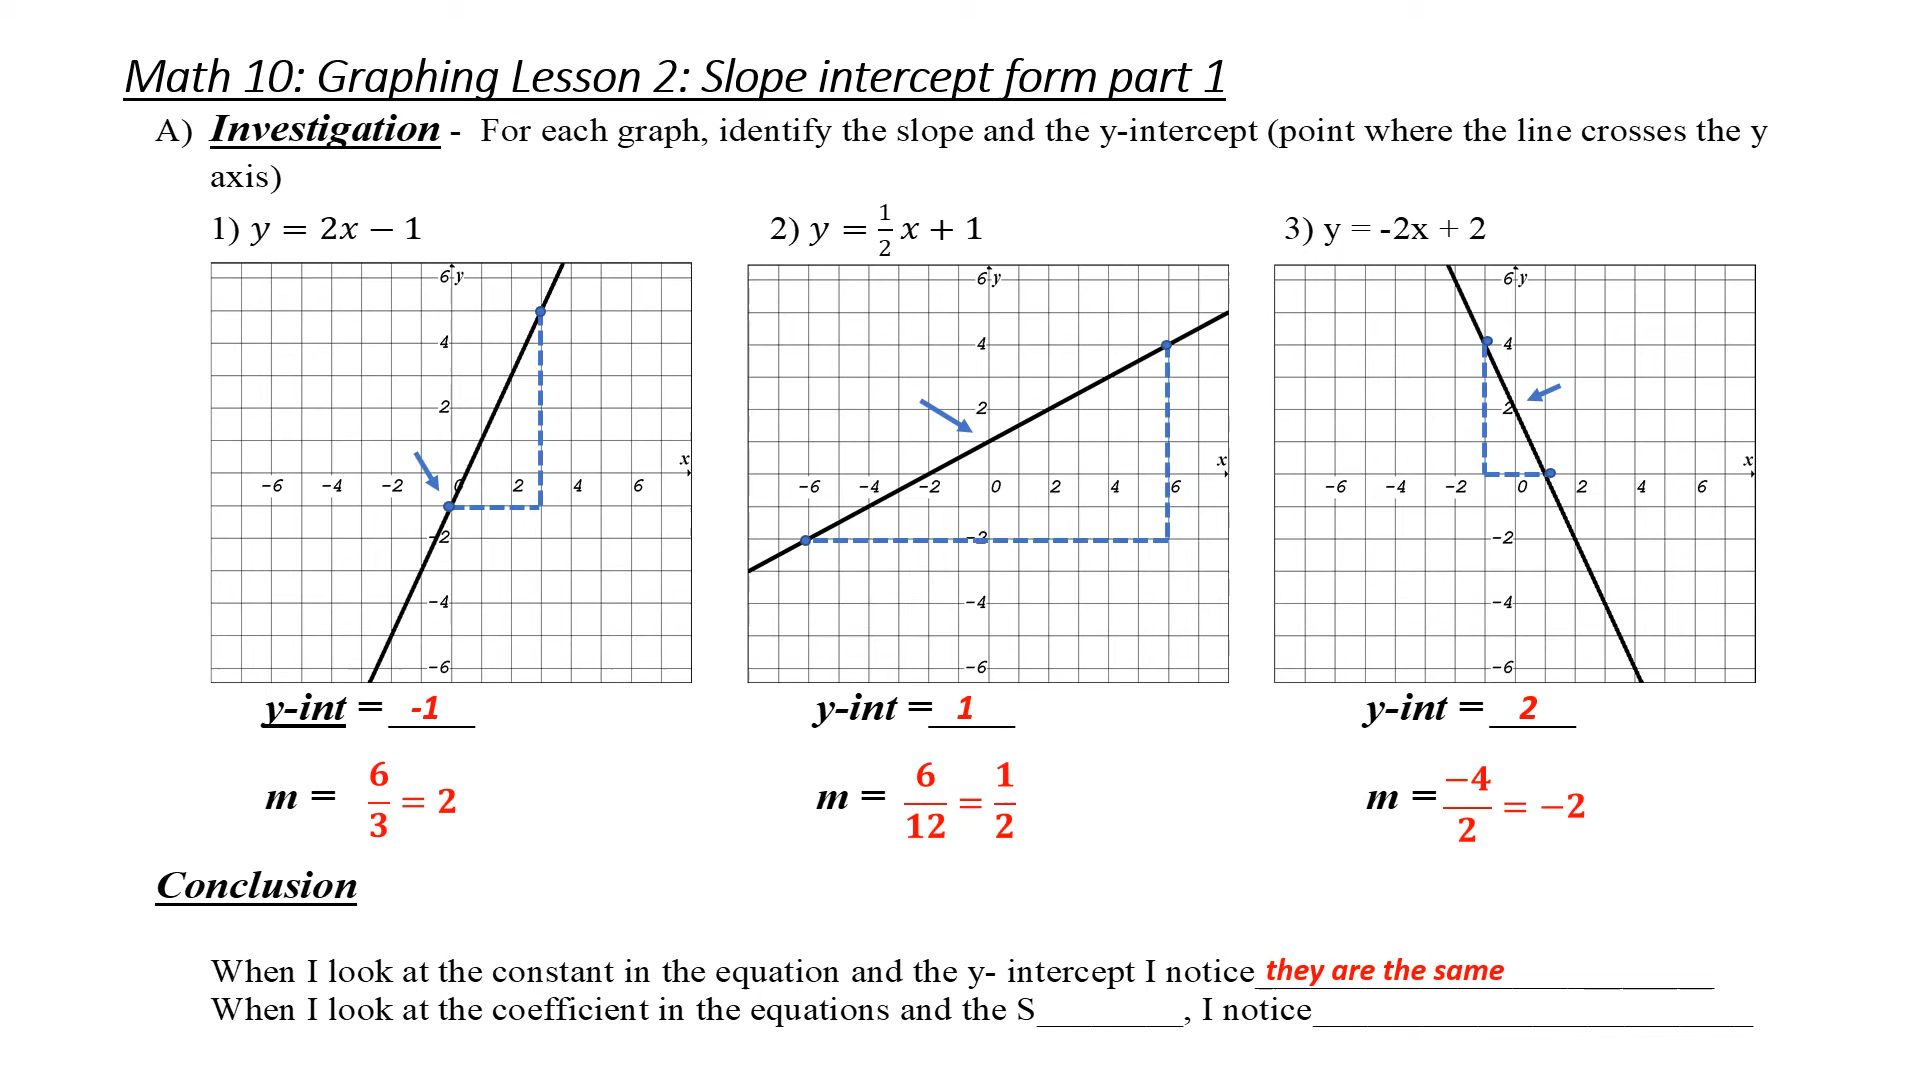 Math 10: Graphing Lesson 2: Slope intercept form part 1
A) Investigation - For each graph, identify the slope and the y-intercept (point where the line crosses the y
axis)
1) y = 2x − 1
2) y = 1/2 x + 1
3) y = -2x + 2
6 y
4
2
x
-6 -4 -2 0 2 4 6
-2
-4
-6
6 y
4
2
x
-6 -4 -2 0 2 4 6
-2
-4
-6
6 y
4
2
x
-6 -4 -2 0 2 4 6
-2
-4
-6
y-int = -1
y-int = 1
y-int = 2
m = 6/3 = 2
m = 6/12 = 1/2
m = −4/2 = −2
Conclusion
When I look at the constant in the equation and the y- intercept I notice they are the same
When I look at the coefficient in the equations and the S________, I notice________________________